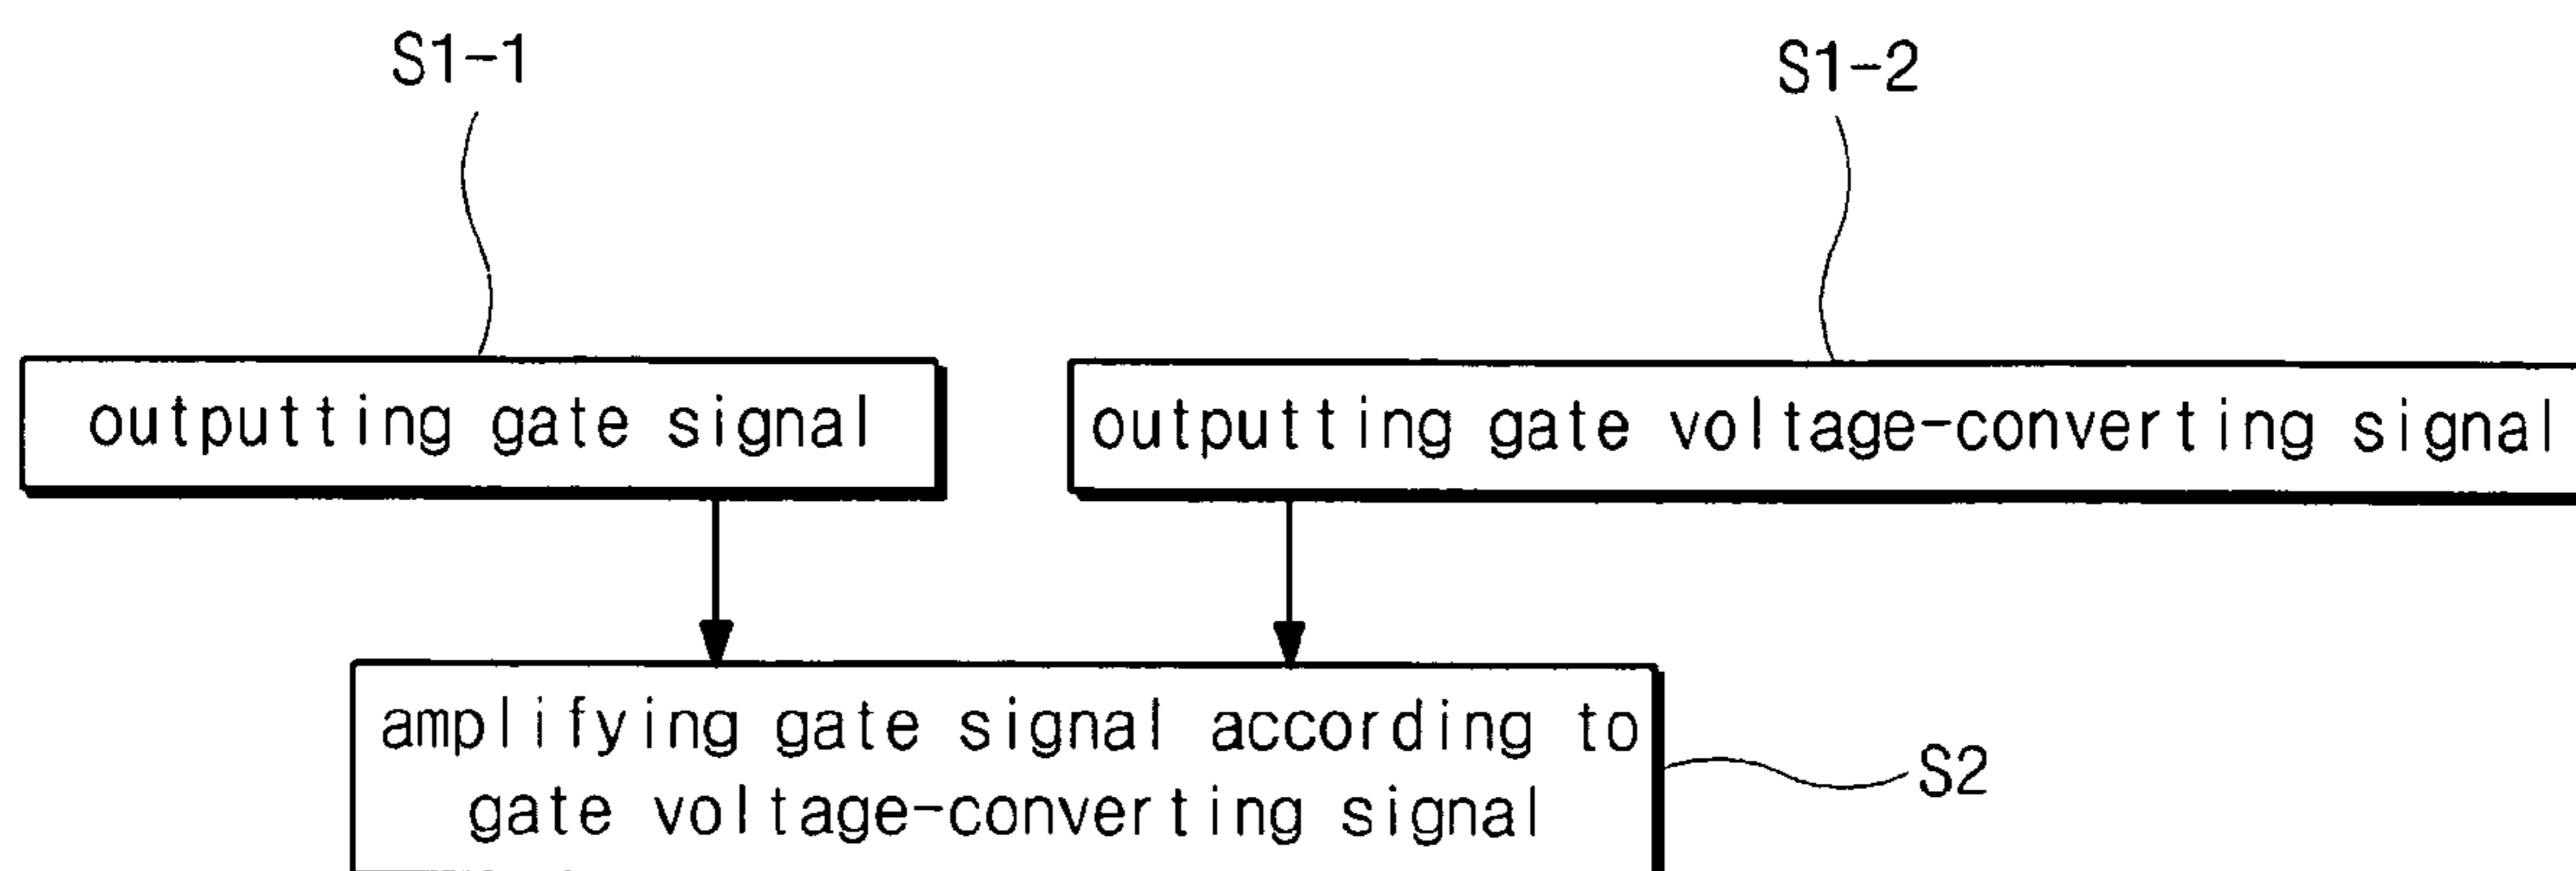 S1-1
S1-2
outputting gate signal
outputting gate voltage-converting signal
amplifying gate signal according to
gate voltage-converting signal
S2